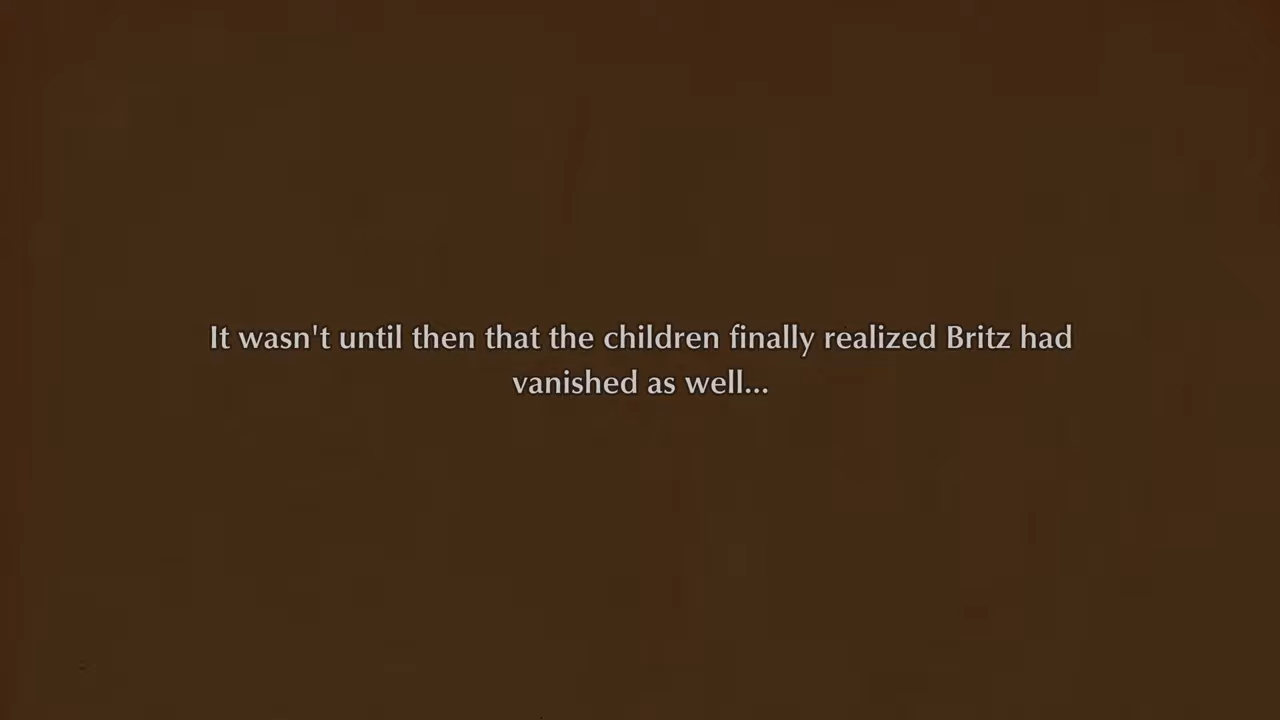 It wasn't until then that the children finally realized Britz had
vanished as well...